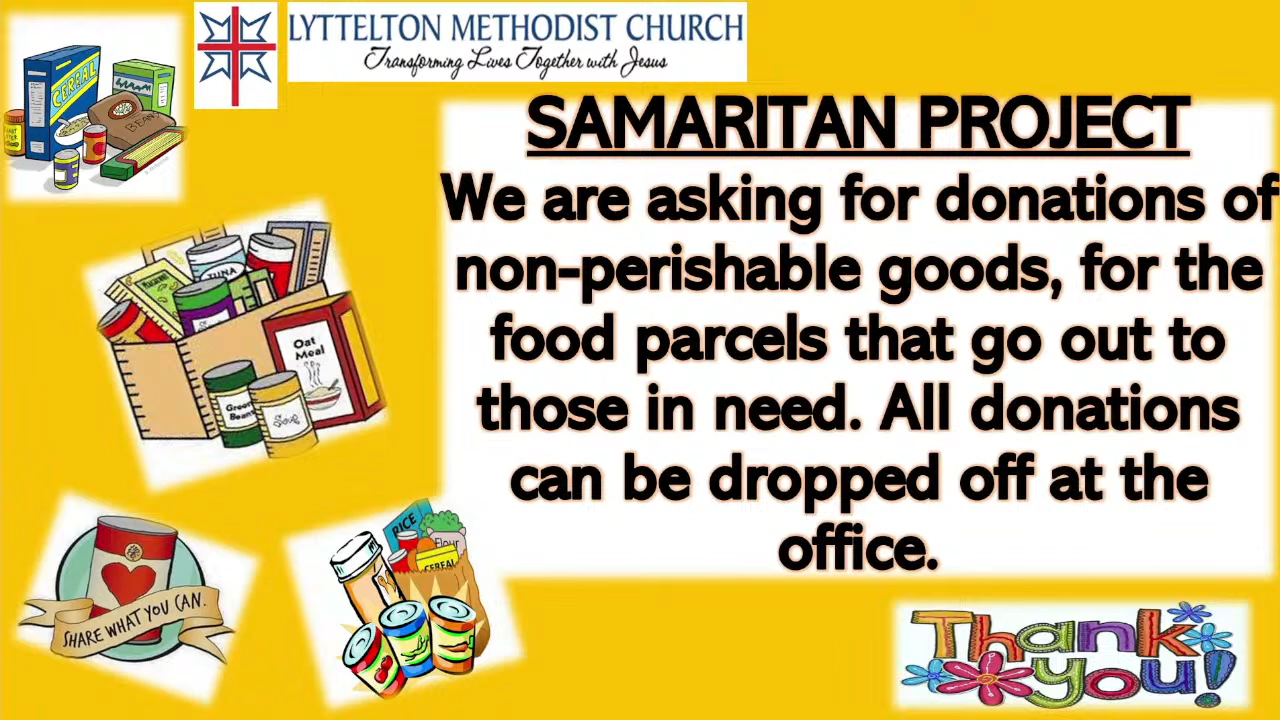 LYTTELTON METHODIST CHURCH
Transforming Lives Together with Jesus
SAMARITAN PROJECT
We are asking for donations of
non-perishable goods, for the
food parcels that go out to
those in need. All donations
can be dropped off at the
office.
CEREAL
BEANS
TUNA
Oat
Meal
Green
Beans
Soup
SHARE WHAT YOU CAN.
RICE
Flour
CEREAL
Thank
you!